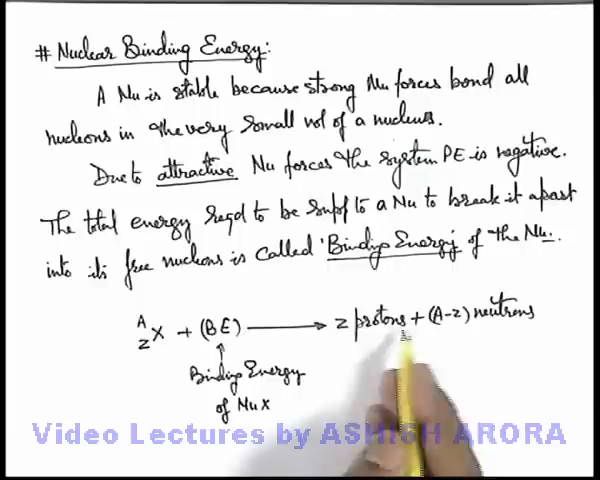 # Nuclear Binding Energy:
A Nu is stable because strong Nu forces bond all
nucleons in the very small vol of a nucleus.
Due to attractive Nu forces the system PE is negative.
The total energy reqd to be suppl to a Nu to break it apart
into its free nucleons is called 'Binding Energy' of the Nu.
A
Z X + (BE) → Z protons + (A-Z) neutrons
Binding Energy
of Nu X
Video Lectures by ASHISH ARORA